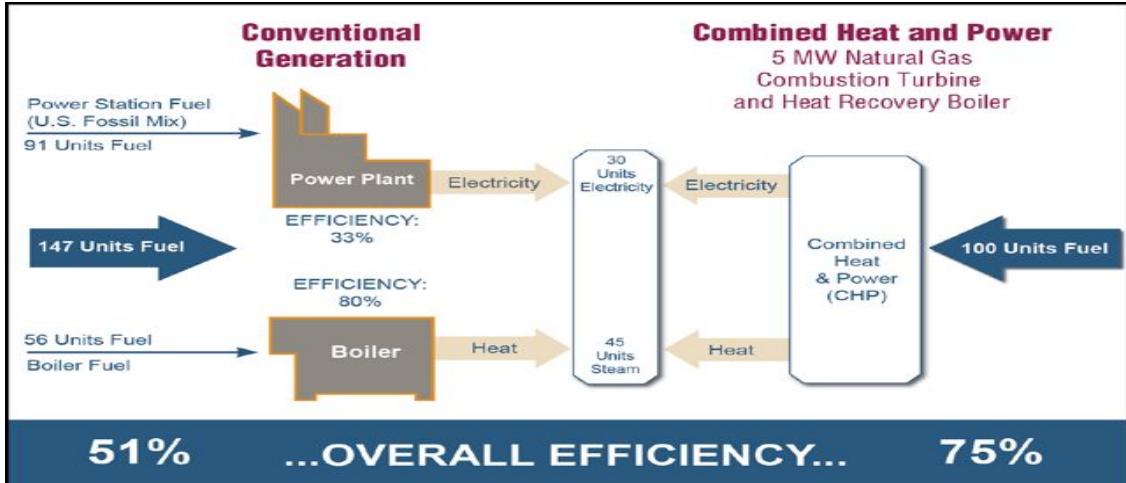 Conventional
Generation
Combined Heat and Power
5 MW Natural Gas
Combustion Turbine
and Heat Recovery Boiler
Power Station Fuel
(U.S. Fossil Mix)
91 Units Fuel
Power Plant
Electricity
30
Units
Electricity
Electricity
EFFICIENCY:
33%
147 Units Fuel
Combined
Heat
& Power
(CHP)
100 Units Fuel
EFFICIENCY:
80%
56 Units Fuel
Boiler Fuel
Boiler
Heat
45
Units
Steam
Heat
51% ...OVERALL EFFICIENCY... 75%